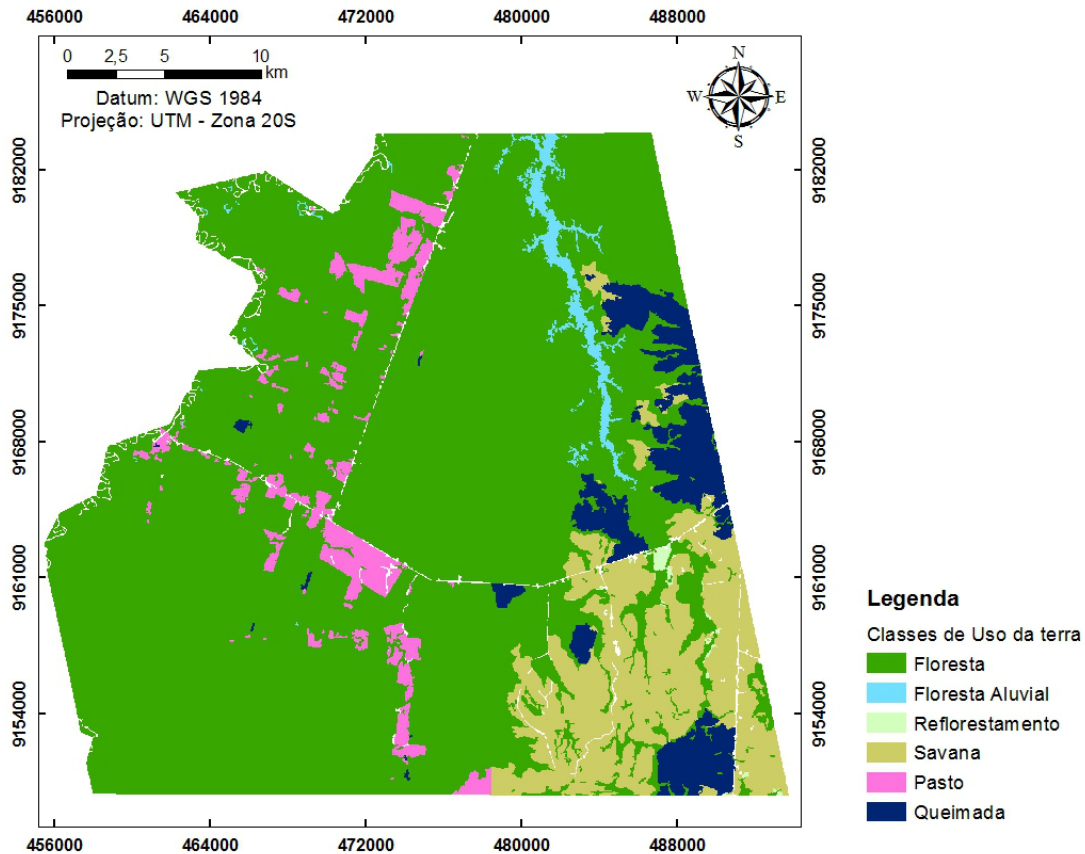 456000 464000 472000 480000 488000
0 2,5 5 10
km
Datum: WGS 1984
Projeção: UTM - Zona 20S
N
W E
S
9182000 9182000
9175000 9175000
9168000 9168000
9161000 9161000
9154000 9154000
456000 464000 472000 480000 488000
Legenda
Classes de Uso da terra
Floresta
Floresta Aluvial
Reflorestamento
Savana
Pasto
Queimada